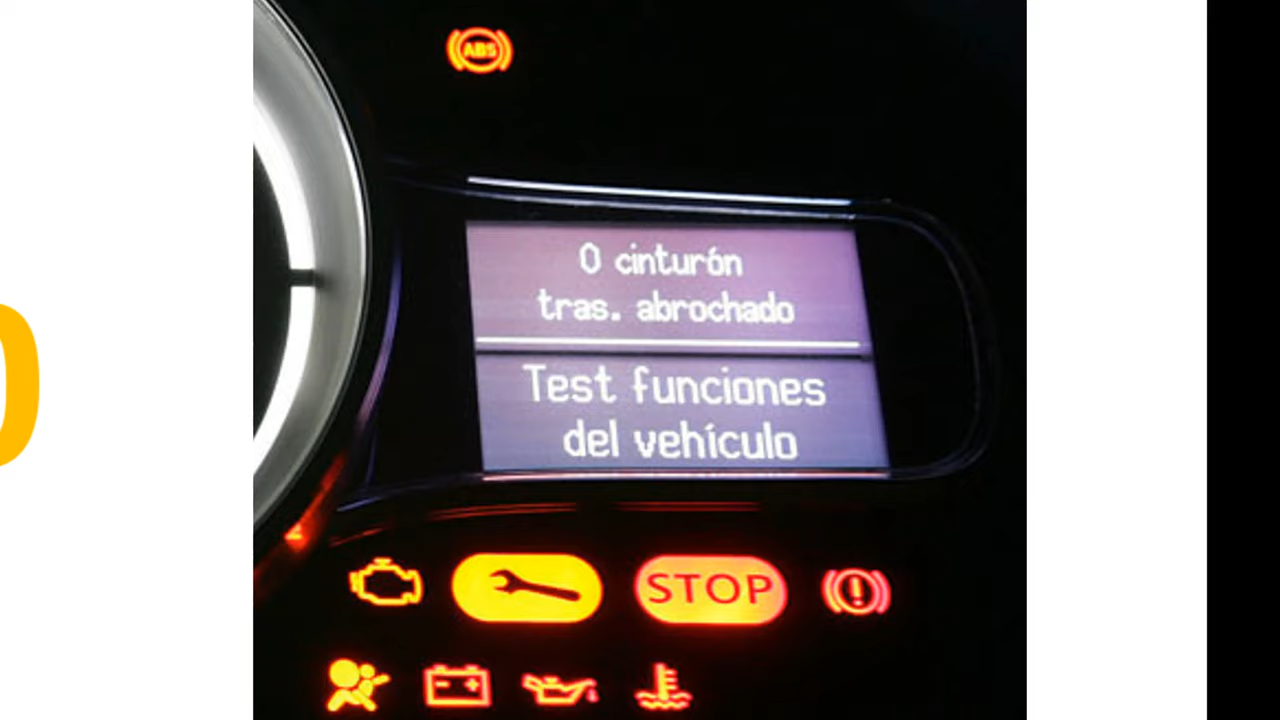 ABS
0 cinturón
tras. abrochado
Test funciones
del vehículo
STOP